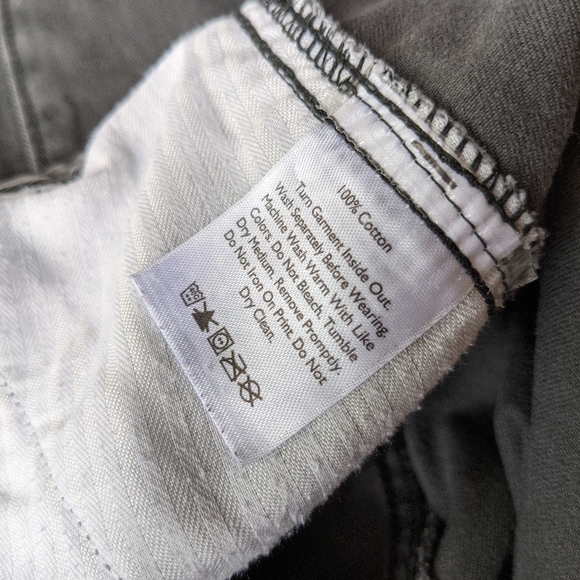 100% Cotton
Turn Garment Inside Out.
Wash Separately Before Wearing.
Machine Wash Warm With Like
Colors. Do Not Bleach. Tumble
Dry Medium. Remove Promptly.
Do Not Iron On Print. Do Not
Dry Clean.